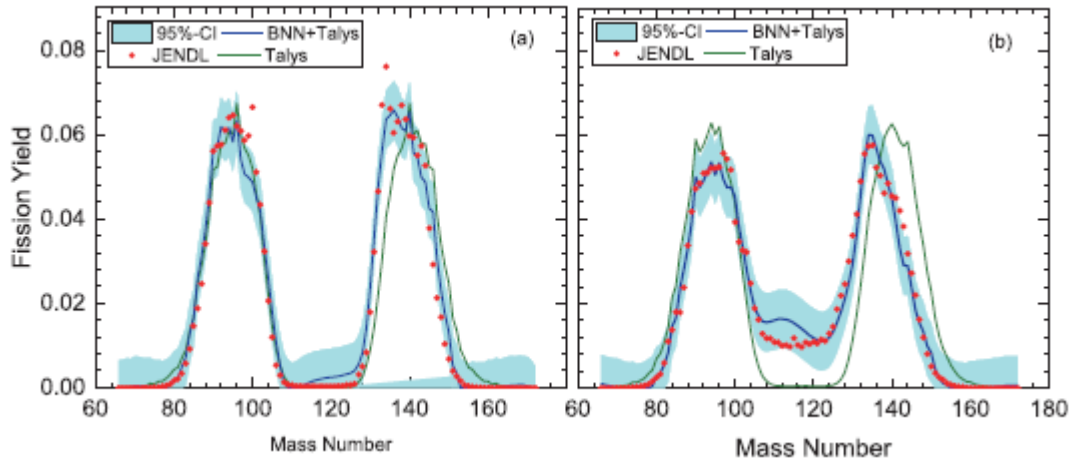 95%-CI BNN+Talys
JENDL Talys
(a)
95%-CI BNN+Talys
JENDL Talys
(b)
Fission Yield
0.08
0.06
0.04
0.02
0.00
60 80 100 120 140 160
60 80 100 120 140 160 180
Mass Number
Mass Number